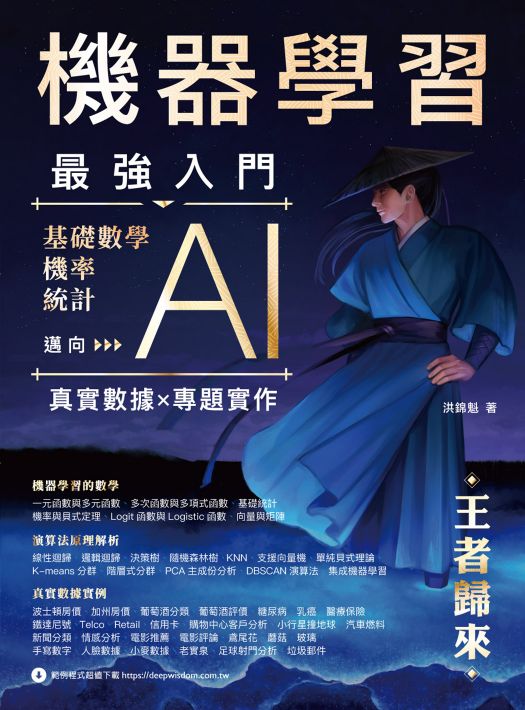 機器學習
最強入門
基礎數學
機率
統計
邁向
AI
真實數據×專題實作
洪錦魁 著
王者歸來
機器學習的數學
一元函數與多元函數、多次函數與多項式函數、基礎統計
機率與貝式定理、Logit 函數與 Logistic 函數、向量與矩陣
演算法原理解析
線性迴歸、邏輯迴歸、決策樹、隨機森林樹、KNN、支援向量機、單純貝式理論、
K-means 分群、階層式分群、PCA 主成份分析、DBSCAN 演算法、集成機器學習
真實數據實例
波士頓房價、加州房價、葡萄酒分類、葡萄酒評價、糖尿病、乳癌、醫療保險
鐵達尼號、Telco、Retail、信用卡、購物中心客戶分析、小行星撞地球、汽車燃料
新聞分類、情感分析、電影推薦、電影評論、鳶尾花、蘑菇、玻璃
手寫數字、人臉數據、小麥數據、老實泉、足球射門分析、垃圾郵件
範例程式超值下載 https://deepwisdom.com.tw